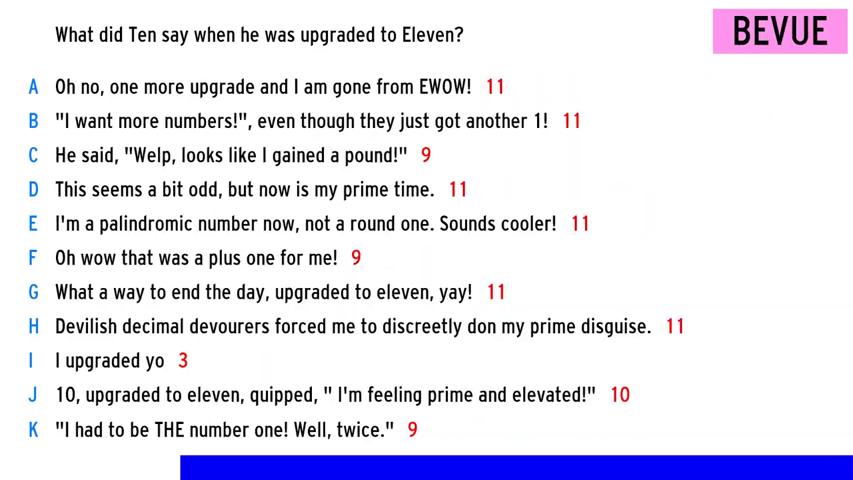 What did Ten say when he was upgraded to Eleven?
BEVUE
A Oh no, one more upgrade and I am gone from EWOW! 11
B "I want more numbers!", even though they just got another 1! 11
C He said, "Welp, looks like I gained a pound!" 9
D This seems a bit odd, but now is my prime time. 11
E I'm a palindromic number now, not a round one. Sounds cooler! 11
F Oh wow that was a plus one for me! 9
G What a way to end the day, upgraded to eleven, yay! 11
H Devilish decimal devourers forced me to discreetly don my prime disguise. 11
I I upgraded yo 3
J 10, upgraded to eleven, quipped, " I'm feeling prime and elevated!" 10
K "I had to be THE number one! Well, twice." 9